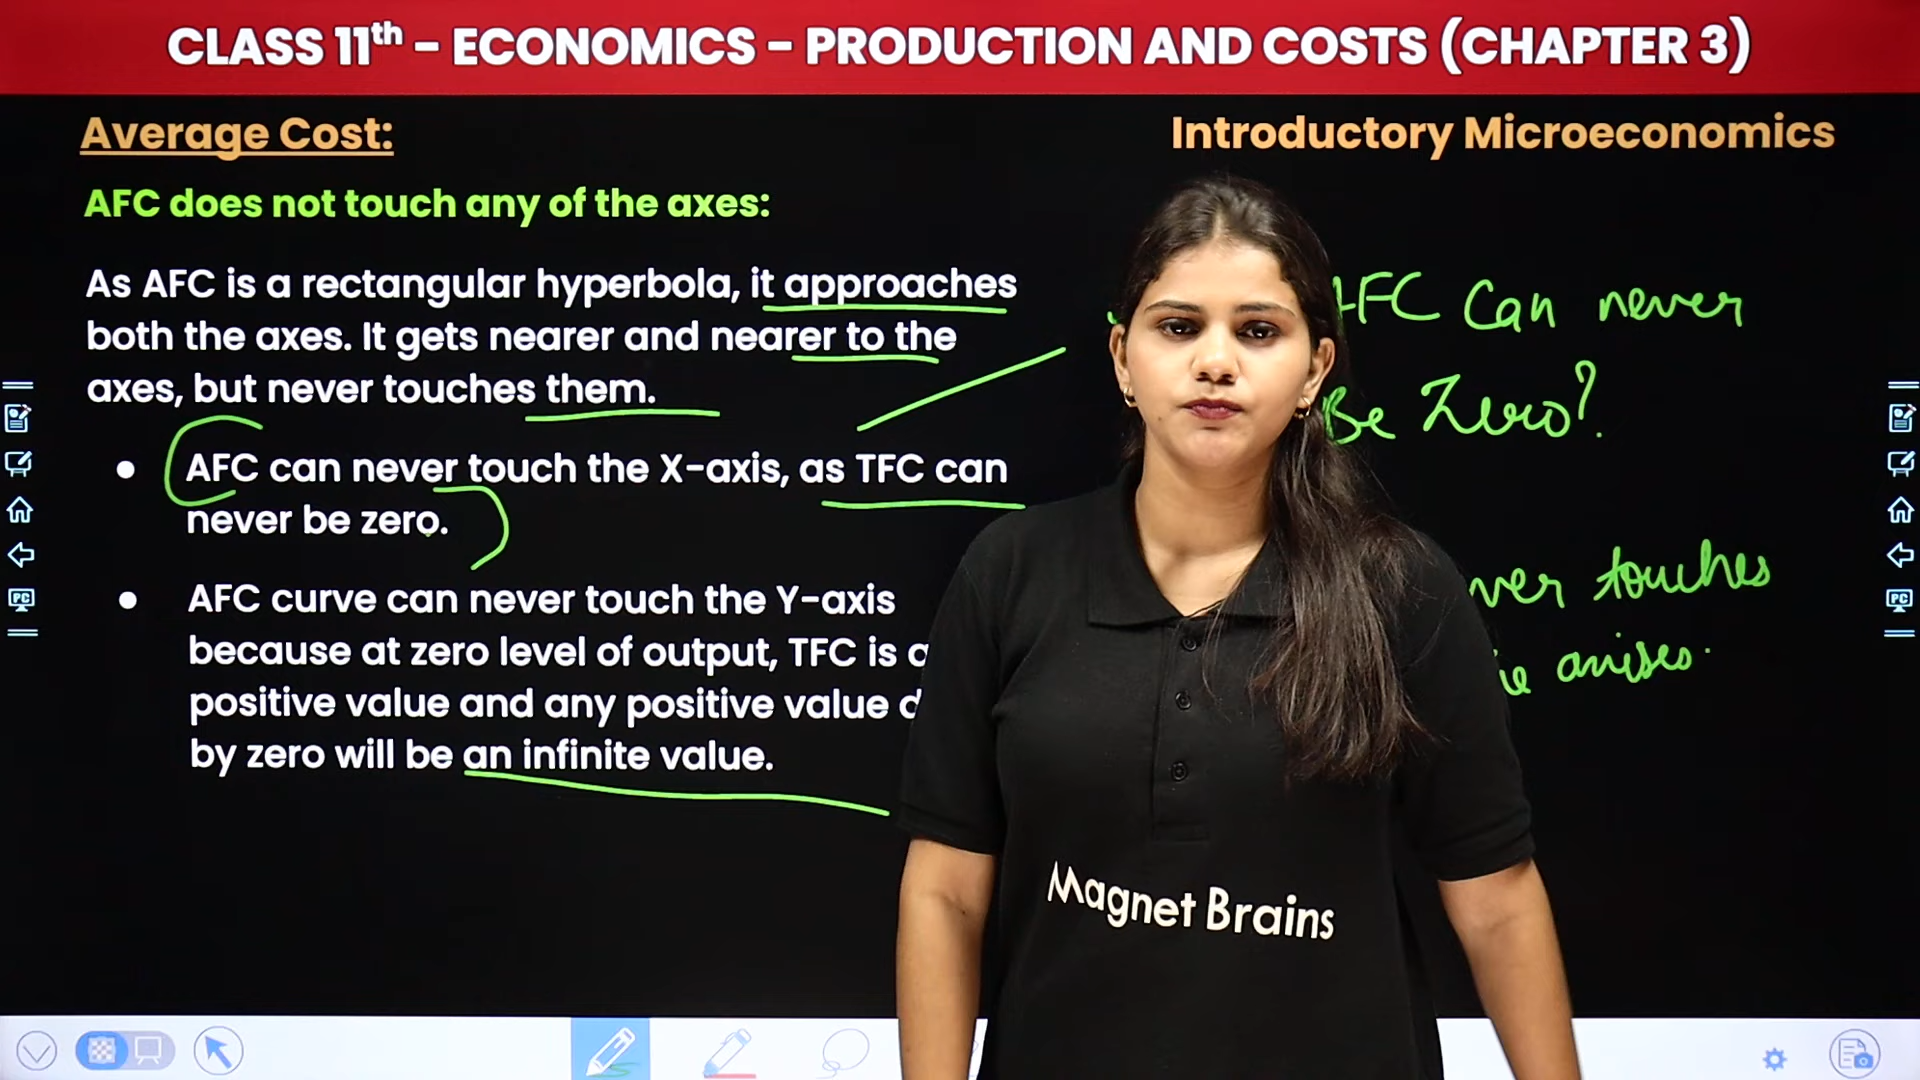 CLASS 11th - ECONOMICS - PRODUCTION AND COSTS (CHAPTER 3)
Average Cost:
Introductory Microeconomics
AFC does not touch any of the axes:
As AFC is a rectangular hyperbola, it approaches
both the axes. It gets nearer and nearer to the
axes, but never touches them.
AFC can never touch the X-axis, as TFC can
never be zero.
AFC curve can never touch the Y-axis
because at zero level of output, TFC is a
positive value and any positive value
by zero will be an infinite value.
AFC Can never
Be Zero?
touches
Magnet Brains
PC
PC